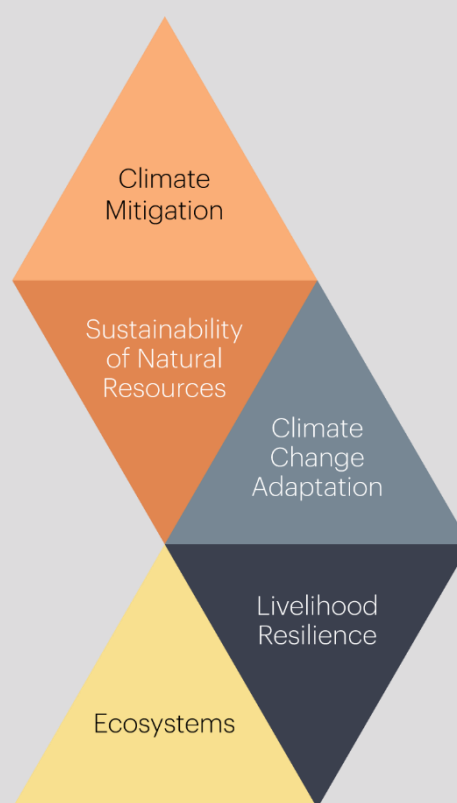 Climate
Mitigation
Sustainability
of Natural
Resources
Climate
Change
Adaptation
Livelihood
Resilience
Ecosystems